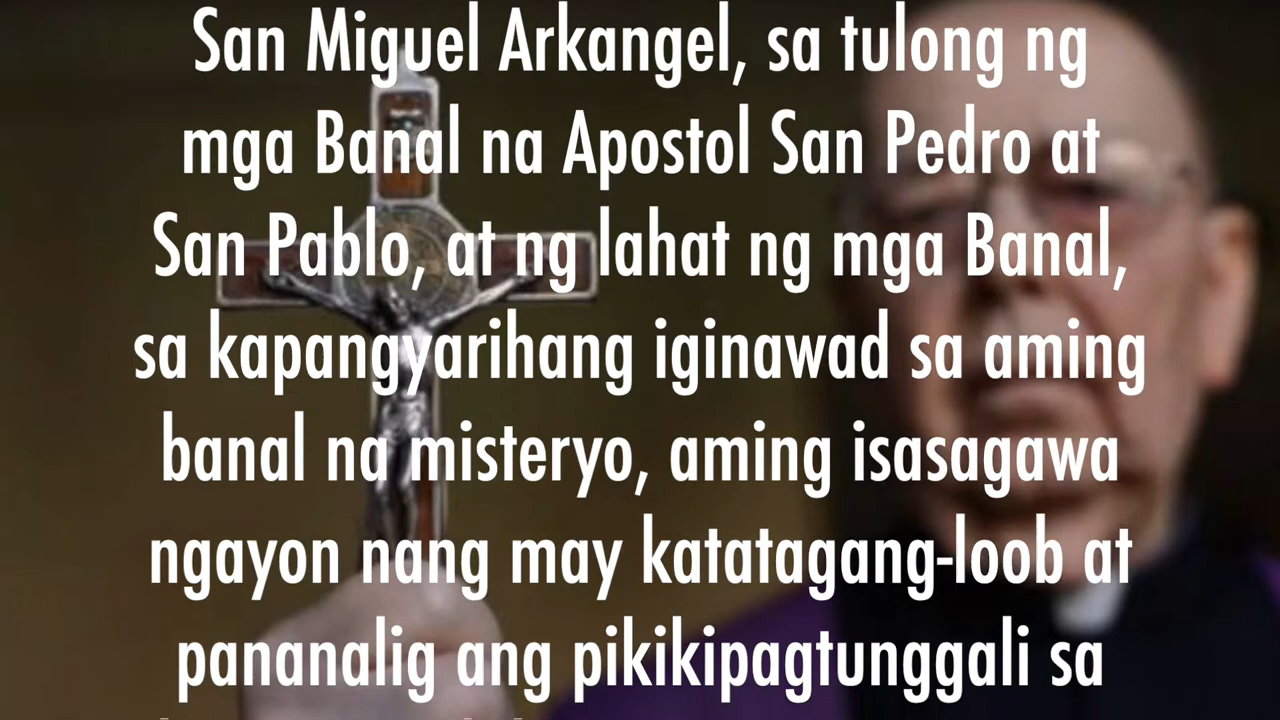 San Miguel Arkangel, sa tulong ng
mga Banal na Apostol San Pedro at
San Pablo, at ng lahat ng mga Banal,
sa kapangyarihang iginawad sa aming
banal na misteryo, aming isasagawa
ngayon nang may katatagang-loob at
pananalig ang pikikipagtunggali sa